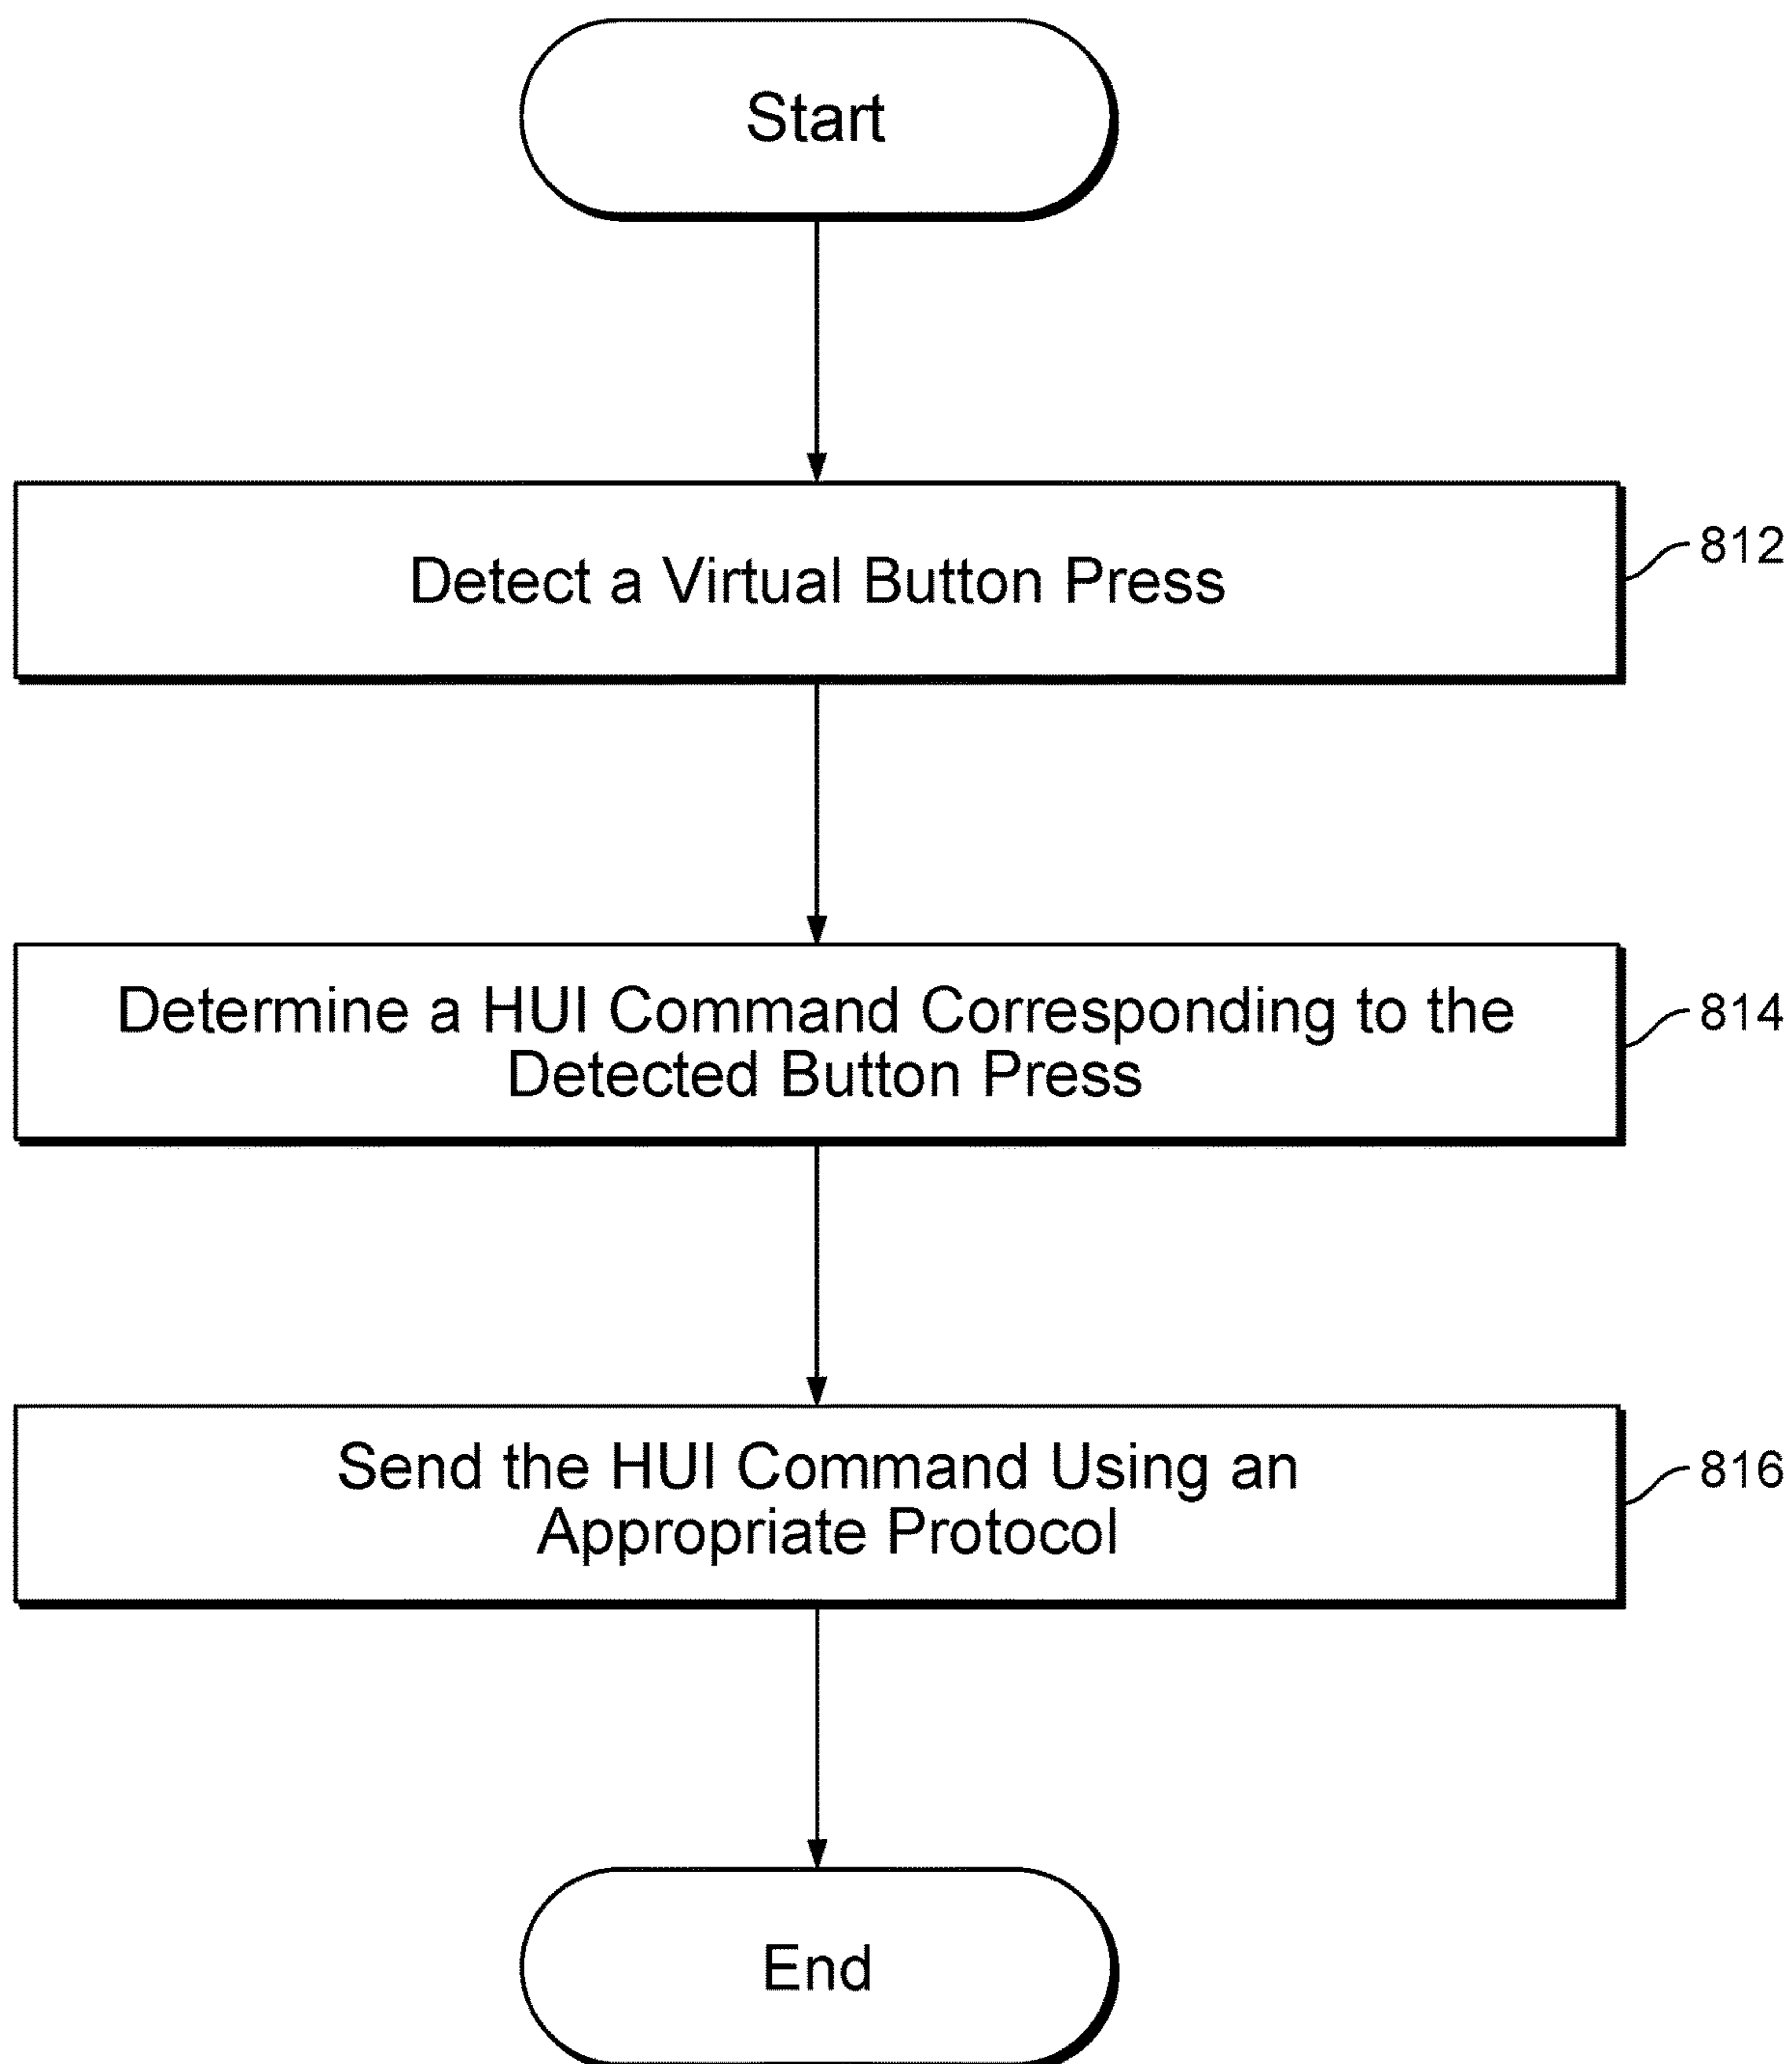 Start
Detect a Virtual Button Press
812
Determine a HUI Command Corresponding to the
Detected Button Press
814
Send the HUI Command Using an
Appropriate Protocol
816
End